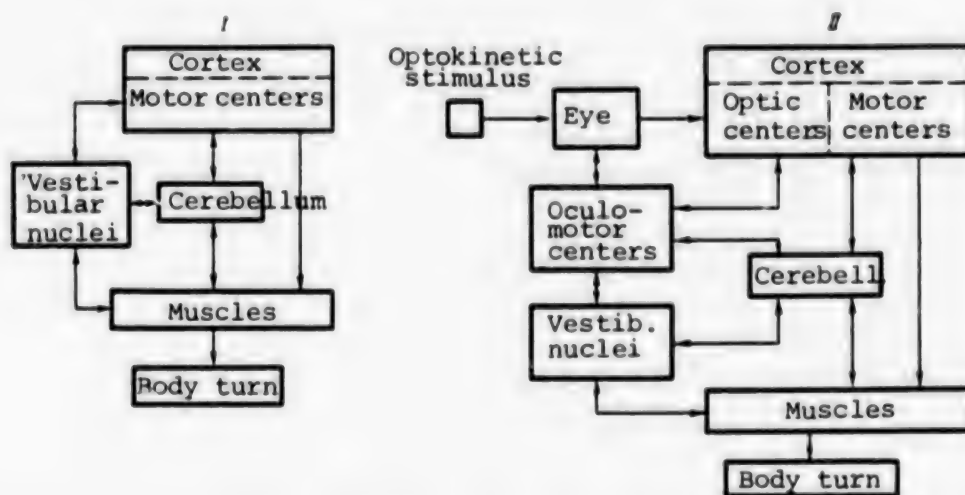 I
Cortex
Motor centers
Vesti-
bular
nuclei
Cerebellum
Muscles
Body turn
II
Optokinetic
stimulus
Eye
Cortex
Optic
centers
Motor
centers
Oculo-
motor
centers
Cerebell.
Vestib.
nuclei
Muscles
Body turn